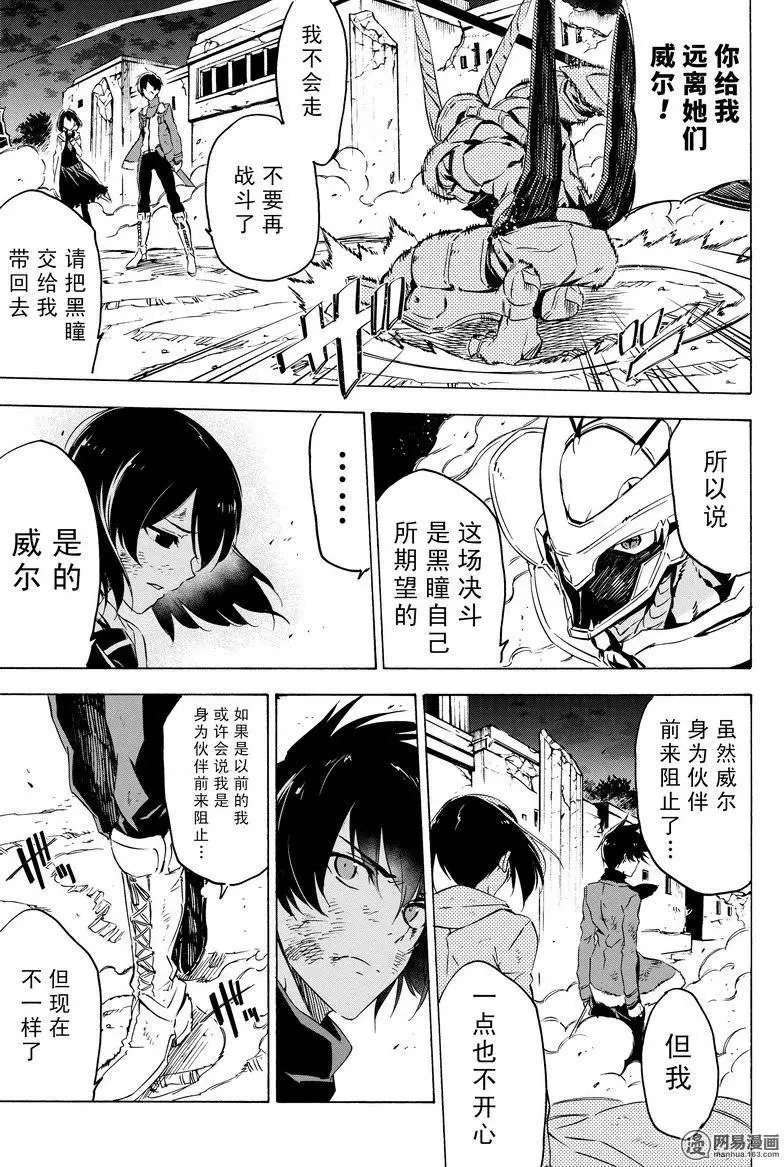 你给我
远离她们
威尔！
我不会走
不要再
战斗了
请把黑瞳
交给我
带回去
所以说
这场决斗
是黑瞳自己
所期望的
……
是的
威尔
虽然威尔
身为伙伴
前来阻止了…
但我
一点也不开心
如果是以前的我
或许会说我是
身为伙伴前来阻止…
但现在
不一样了
漫 网易漫画
manhua.163.com